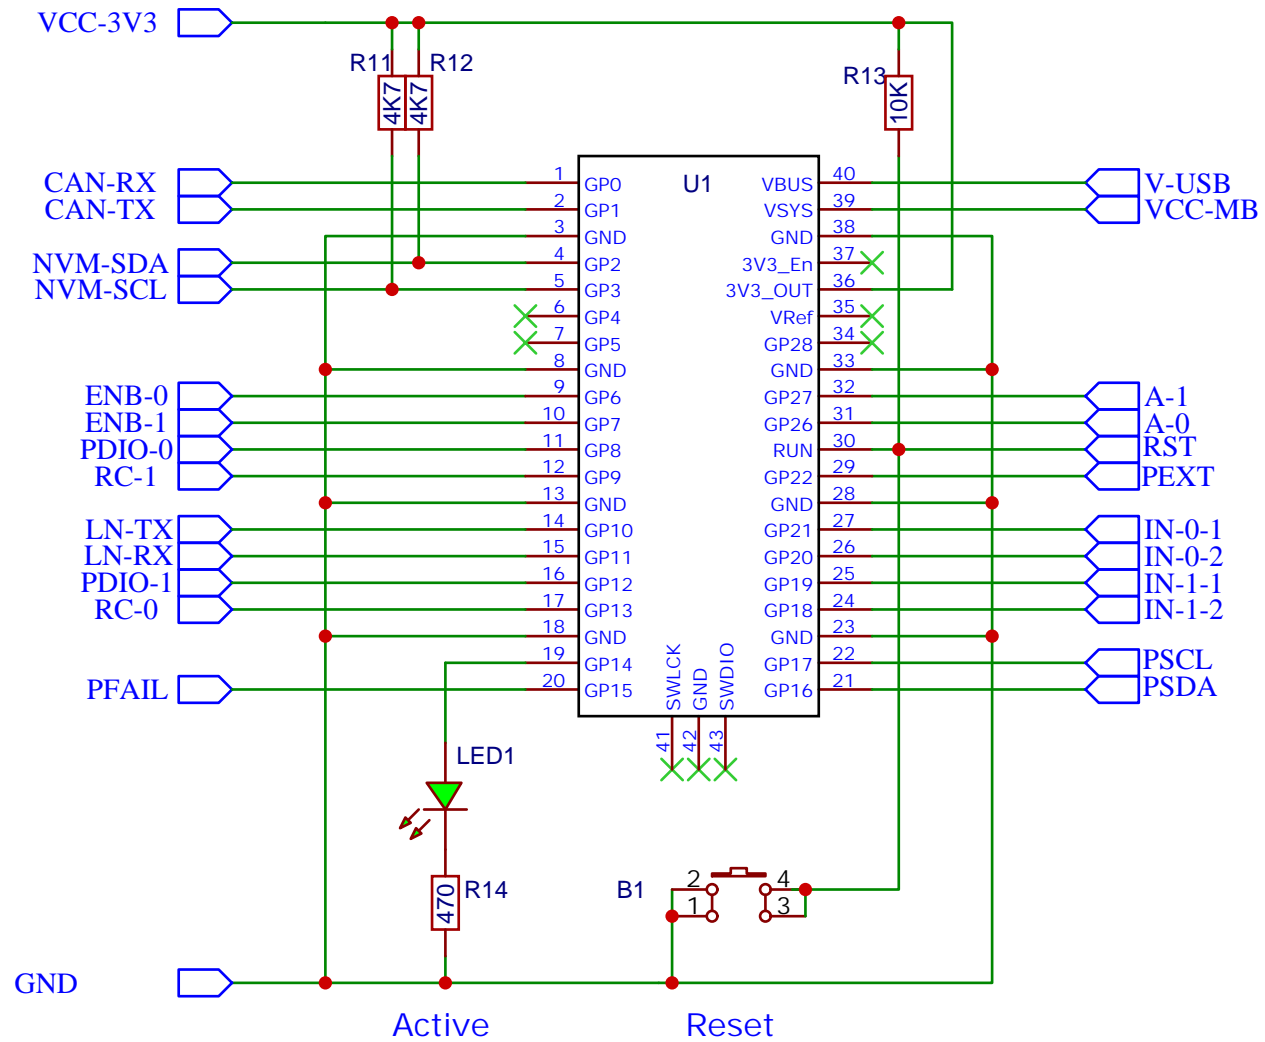 VCC-3V3
R11 R12
4K7 4K7
R13
10K
U1
CAN-RX 1 GP0 VBUS 40 V-USB
CAN-TX 2 GP1 VSYS 39 VCC-MB
3 GND GND 38
NVM-SDA 4 GP2 3V3_En 37
NVM-SCL 5 GP3 3V3_OUT 36
6 GP4 VRef 35
7 GP5 GP28 34
8 GND GND 33
ENB-0 9 GP6 GP27 32 A-1
ENB-1 10 GP7 GP26 31 A-0
PDIO-0 11 GP8 RUN 30 RST
RC-1 12 GP9 GP22 29 PEXT
13 GND GND 28
LN-TX 14 GP10 GP21 27 IN-0-1
LN-RX 15 GP11 GP20 26 IN-0-2
PDIO-1 16 GP12 GP19 25 IN-1-1
RC-0 17 GP13 GP18 24 IN-1-2
18 GND GND 23
19 GP14 GP17 22 PSCL
PFAIL 20 GP15 GP16 21 PSDA
SWLCK GND SWDIO
41 42 43
LED1
R14
470
B1 2 4
1 3
GND
Active Reset